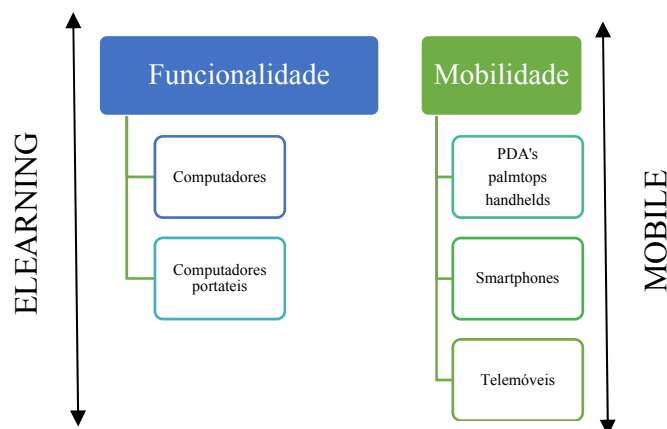 ELEARNING
Funcionalidade
Computadores
Computadores
portateis
Mobilidade
PDA's
palmtops
handhelds
Smartphones
Telemóveis
MOBILE